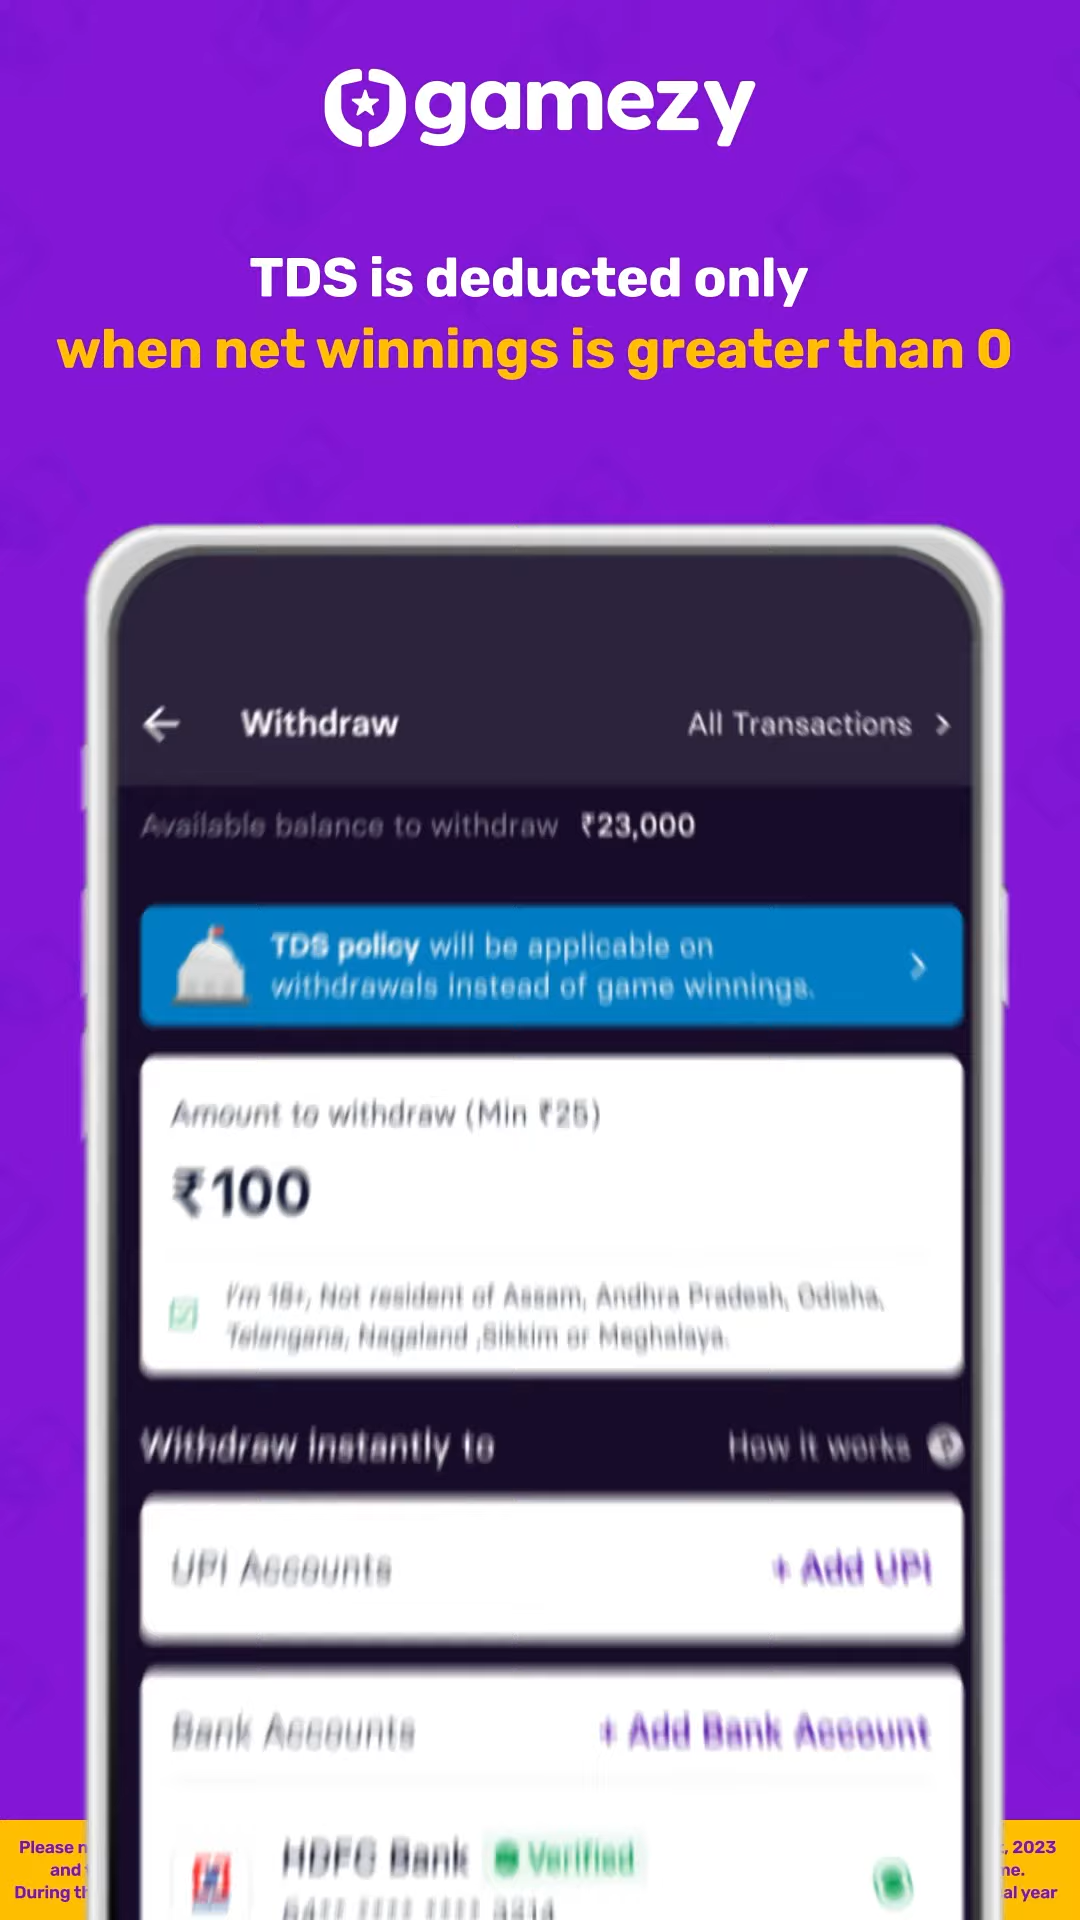 gamezy
TDS is deducted only
when net winnings is greater than 0
Withdraw
All Transactions
Available balance to withdraw ₹23,000
TDS policy will be applicable on
withdrawals instead of game winnings.
Amount to withdraw (Min ₹25)
₹100
I'm 18+, Not resident of Assam, Andhra Pradesh, Odisha,
Telangana, Nagaland ,Sikkim or Meghalaya.
Withdraw instantly to
How it works
UPI Accounts
+ Add UPI
Bank Accounts
+ Add Bank Account
HDFC Bank
Verified
Please
, 2023
and
During
al year